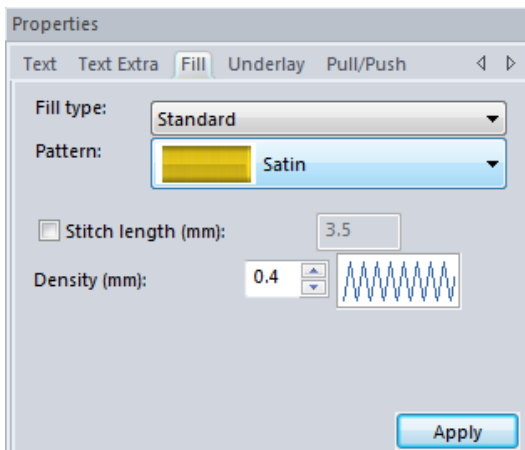 Properties
Text Text Extra Fill Underlay Pull/Push
Fill type: Standard
Pattern: Satin
Stitch length (mm): 3.5
Density (mm): 0.4
Apply